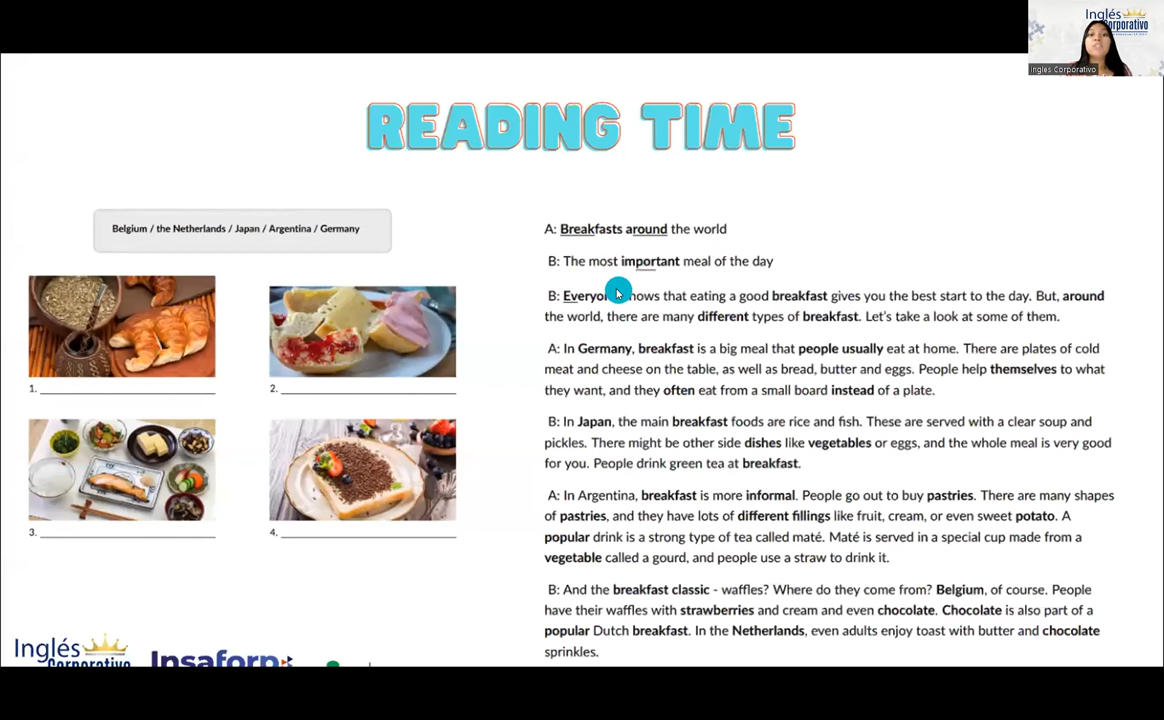 Inglés
Corporativo
Inglés Corporativo
READING TIME
Belgium / the Netherlands / Japan / Argentina / Germany
1.
2.
3.
4.
A: Breakfasts around the world
B: The most important meal of the day
B: knows that eating a good breakfast gives you the best start to the day. But, around
the world, there are many different types of breakfast. Let's take a look at some of them.
A: In Germany, breakfast is a big meal that people usually eat at home. There are plates of cold
meat and cheese on the table, as well as bread, butter and eggs. People help themselves to what
they want, and they often eat from a small board instead of a plate.
B: In Japan, the main breakfast foods are rice and fish. These are served with a clear soup and
pickles. There might be other side dishes like vegetables or eggs, and the whole meal is very good
for you. People drink green tea at breakfast.
A: In Argentina, breakfast is more informal. People go out to buy pastries. There are many shapes
of pastries, and they have lots of different fillings like fruit, cream, or even sweet potato. A
popular drink is a strong type of tea called maté. Maté is served in a special cup made from a
vegetable called a gourd, and people use a straw to drink it.
B: And the breakfast classic - waffles? Where do they come from? Belgium, of course. People
have their waffles with strawberries and cream and even chocolate. Chocolate is also part of a
popular Dutch breakfast. In the Netherlands, even adults enjoy toast with butter and chocolate
sprinkles.
Inglés
Corporativo
Insaforp